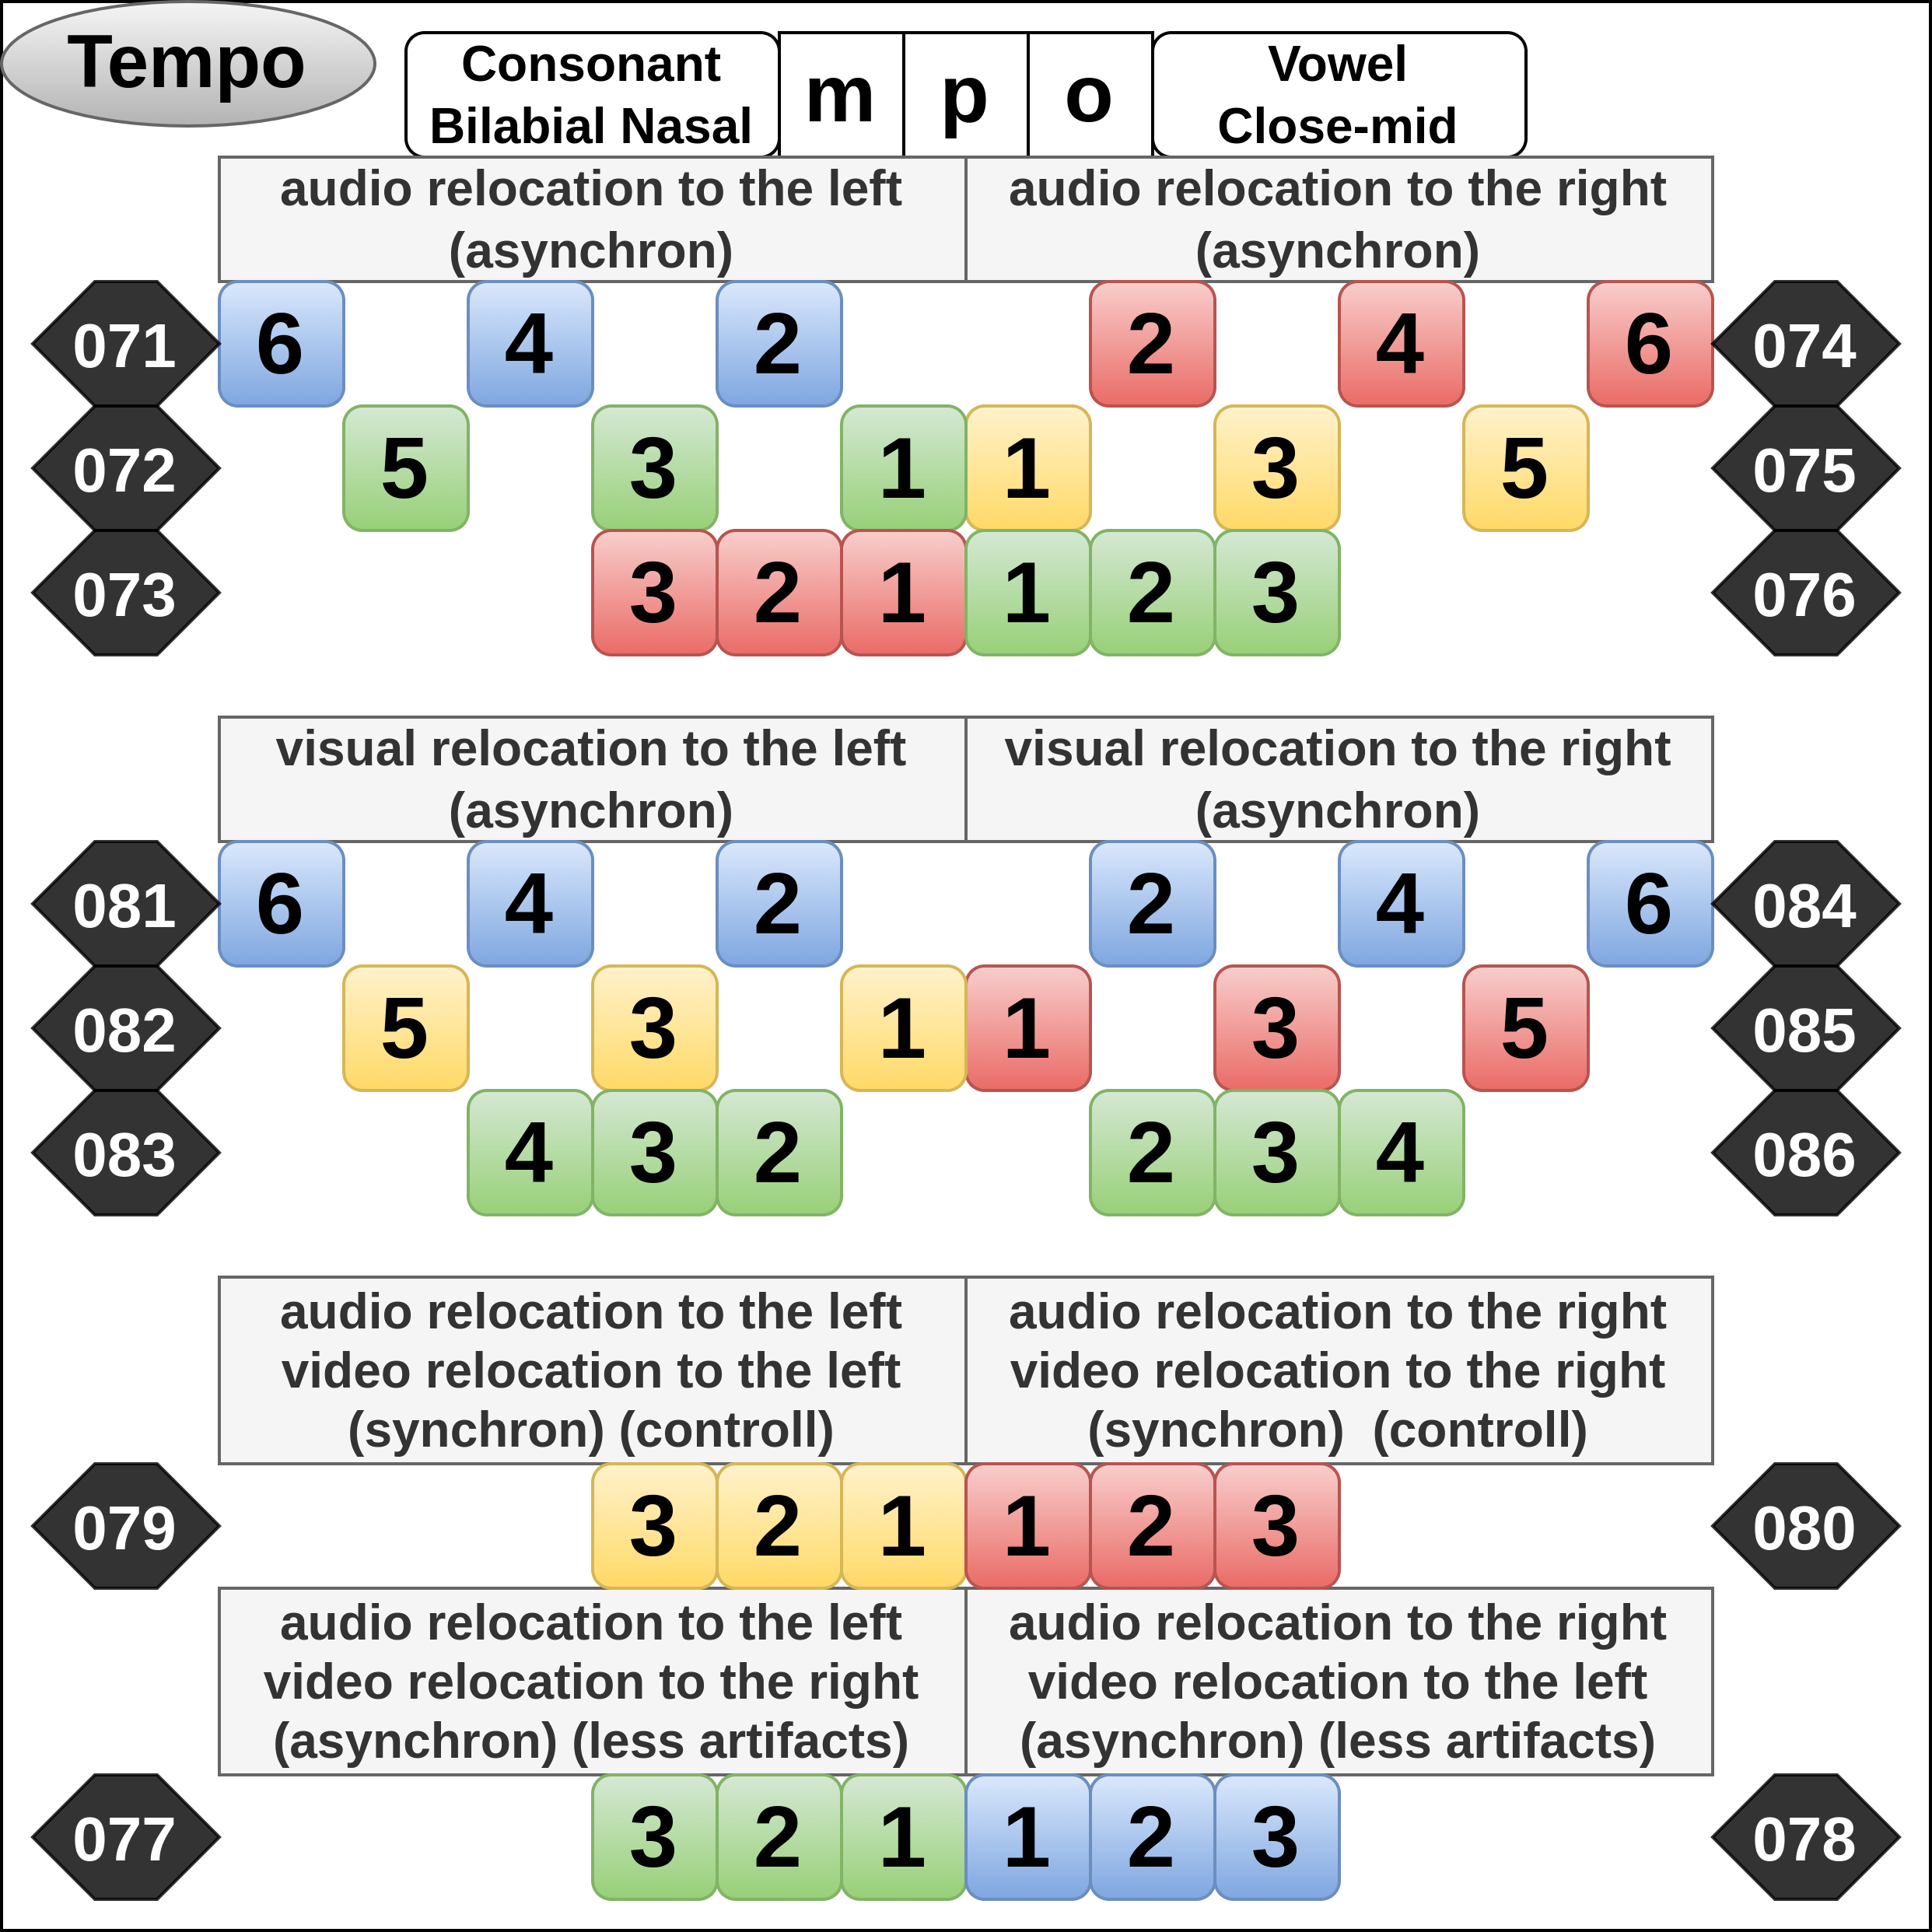 Tempo
Consonant
Bilabial Nasal
m p o
Vowel
Close-mid
audio relocation to the left
(asynchron)
audio relocation to the right
(asynchron)
071 6 4 2 2 4 6 074
072 5 3 1 1 3 5 075
073 3 2 1 1 2 3 076
visual relocation to the left
(asynchron)
visual relocation to the right
(asynchron)
081 6 4 2 2 4 6 084
082 5 3 1 1 3 5 085
083 4 3 2 2 3 4 086
audio relocation to the left
video relocation to the left
(synchron) (controll)
audio relocation to the right
video relocation to the right
(synchron) (controll)
079 3 2 1 1 2 3 080
audio relocation to the left
video relocation to the right
(asynchron) (less artifacts)
audio relocation to the right
video relocation to the left
(asynchron) (less artifacts)
077 3 2 1 1 2 3 078